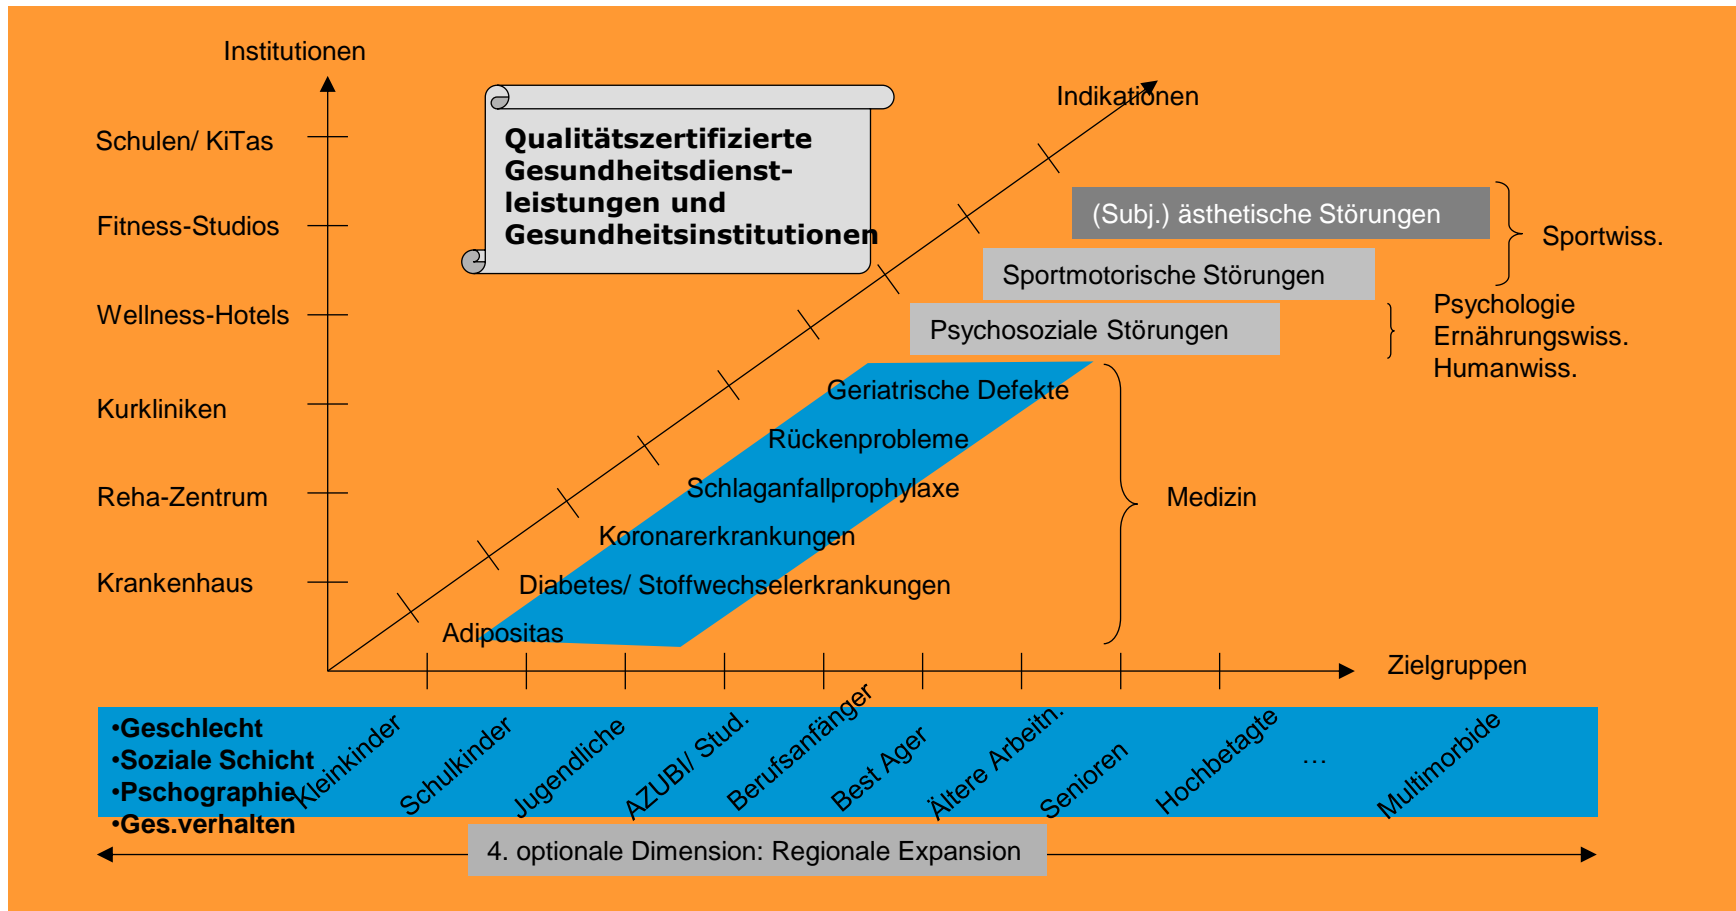 Institutionen
Indikationen
Qualitätszertifizierte
Gesundheitsdienst-
leistungen und
Gesundheitsinstitutionen
Schulen/ KiTas
Fitness-Studios
Wellness-Hotels
Kurkliniken
Reha-Zentrum
Krankenhaus
(Subj.) ästhetische Störungen
Sportmotorische Störungen
Sportwiss.
Psychosoziale Störungen
Psychologie
Ernährungswiss.
Humanwiss.
Geriatrische Defekte
Rückenprobleme
Schlaganfallprophylaxe
Koronarerkrankungen
Diabetes/ Stoffwechselerkrankungen
Adipositas
Medizin
Zielgruppen
•Geschlecht
•Soziale Schicht
•Pschographie
•Ges.verhalten
Kleinkinder
Schulkinder
Jugendliche
AZUBI/ Stud.
Berufsanfänger
Best Ager
Ältere Arbeitn.
Senioren
Hochbetagte
…
Multimorbide
4. optionale Dimension: Regionale Expansion